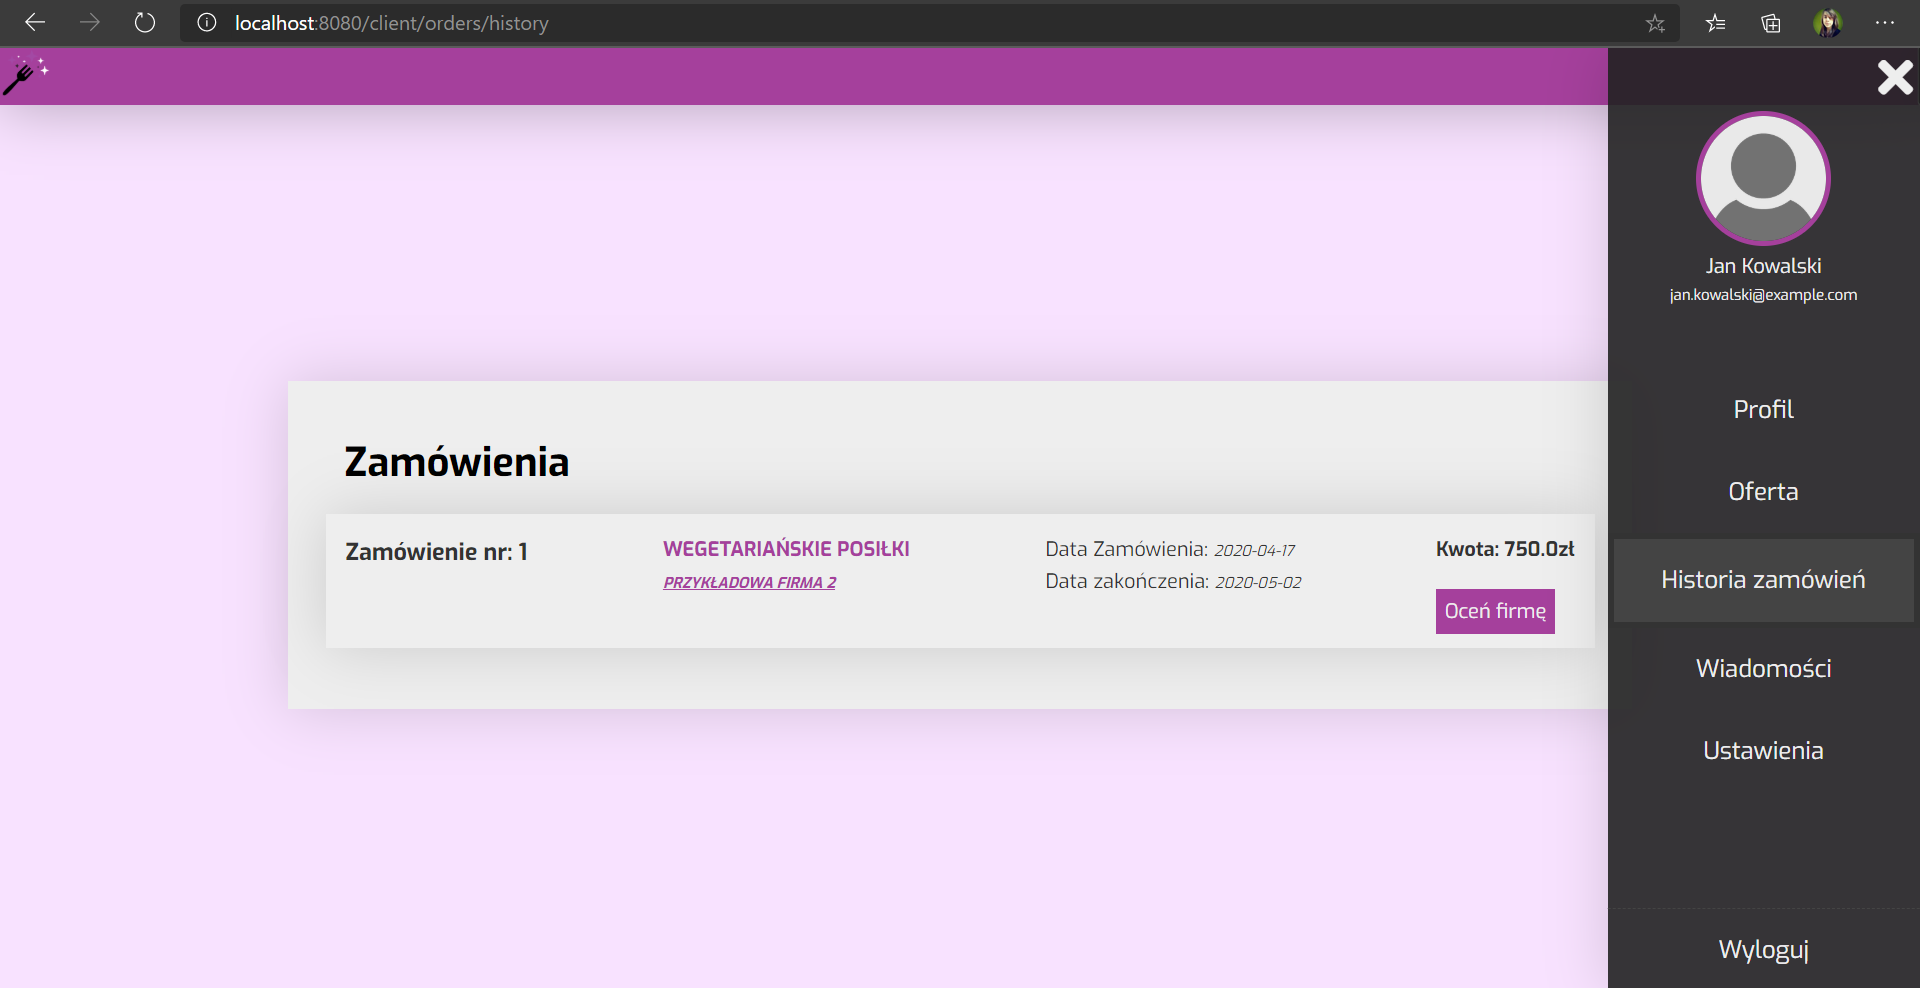 localhost:8080/client/orders/history
Jan Kowalski
jan.kowalski@example.com
Profil
Oferta
Historia zamówień
Wiadomości
Ustawienia
Wyloguj
Zamówienia
Zamówienie nr: 1
WEGETARIAŃSKIE POSIŁKI
PRZYKŁADOWA FIRMA 2
Data Zamówienia: 2020-04-17
Data zakończenia: 2020-05-02
Kwota: 750.0zł
Oceń firmę